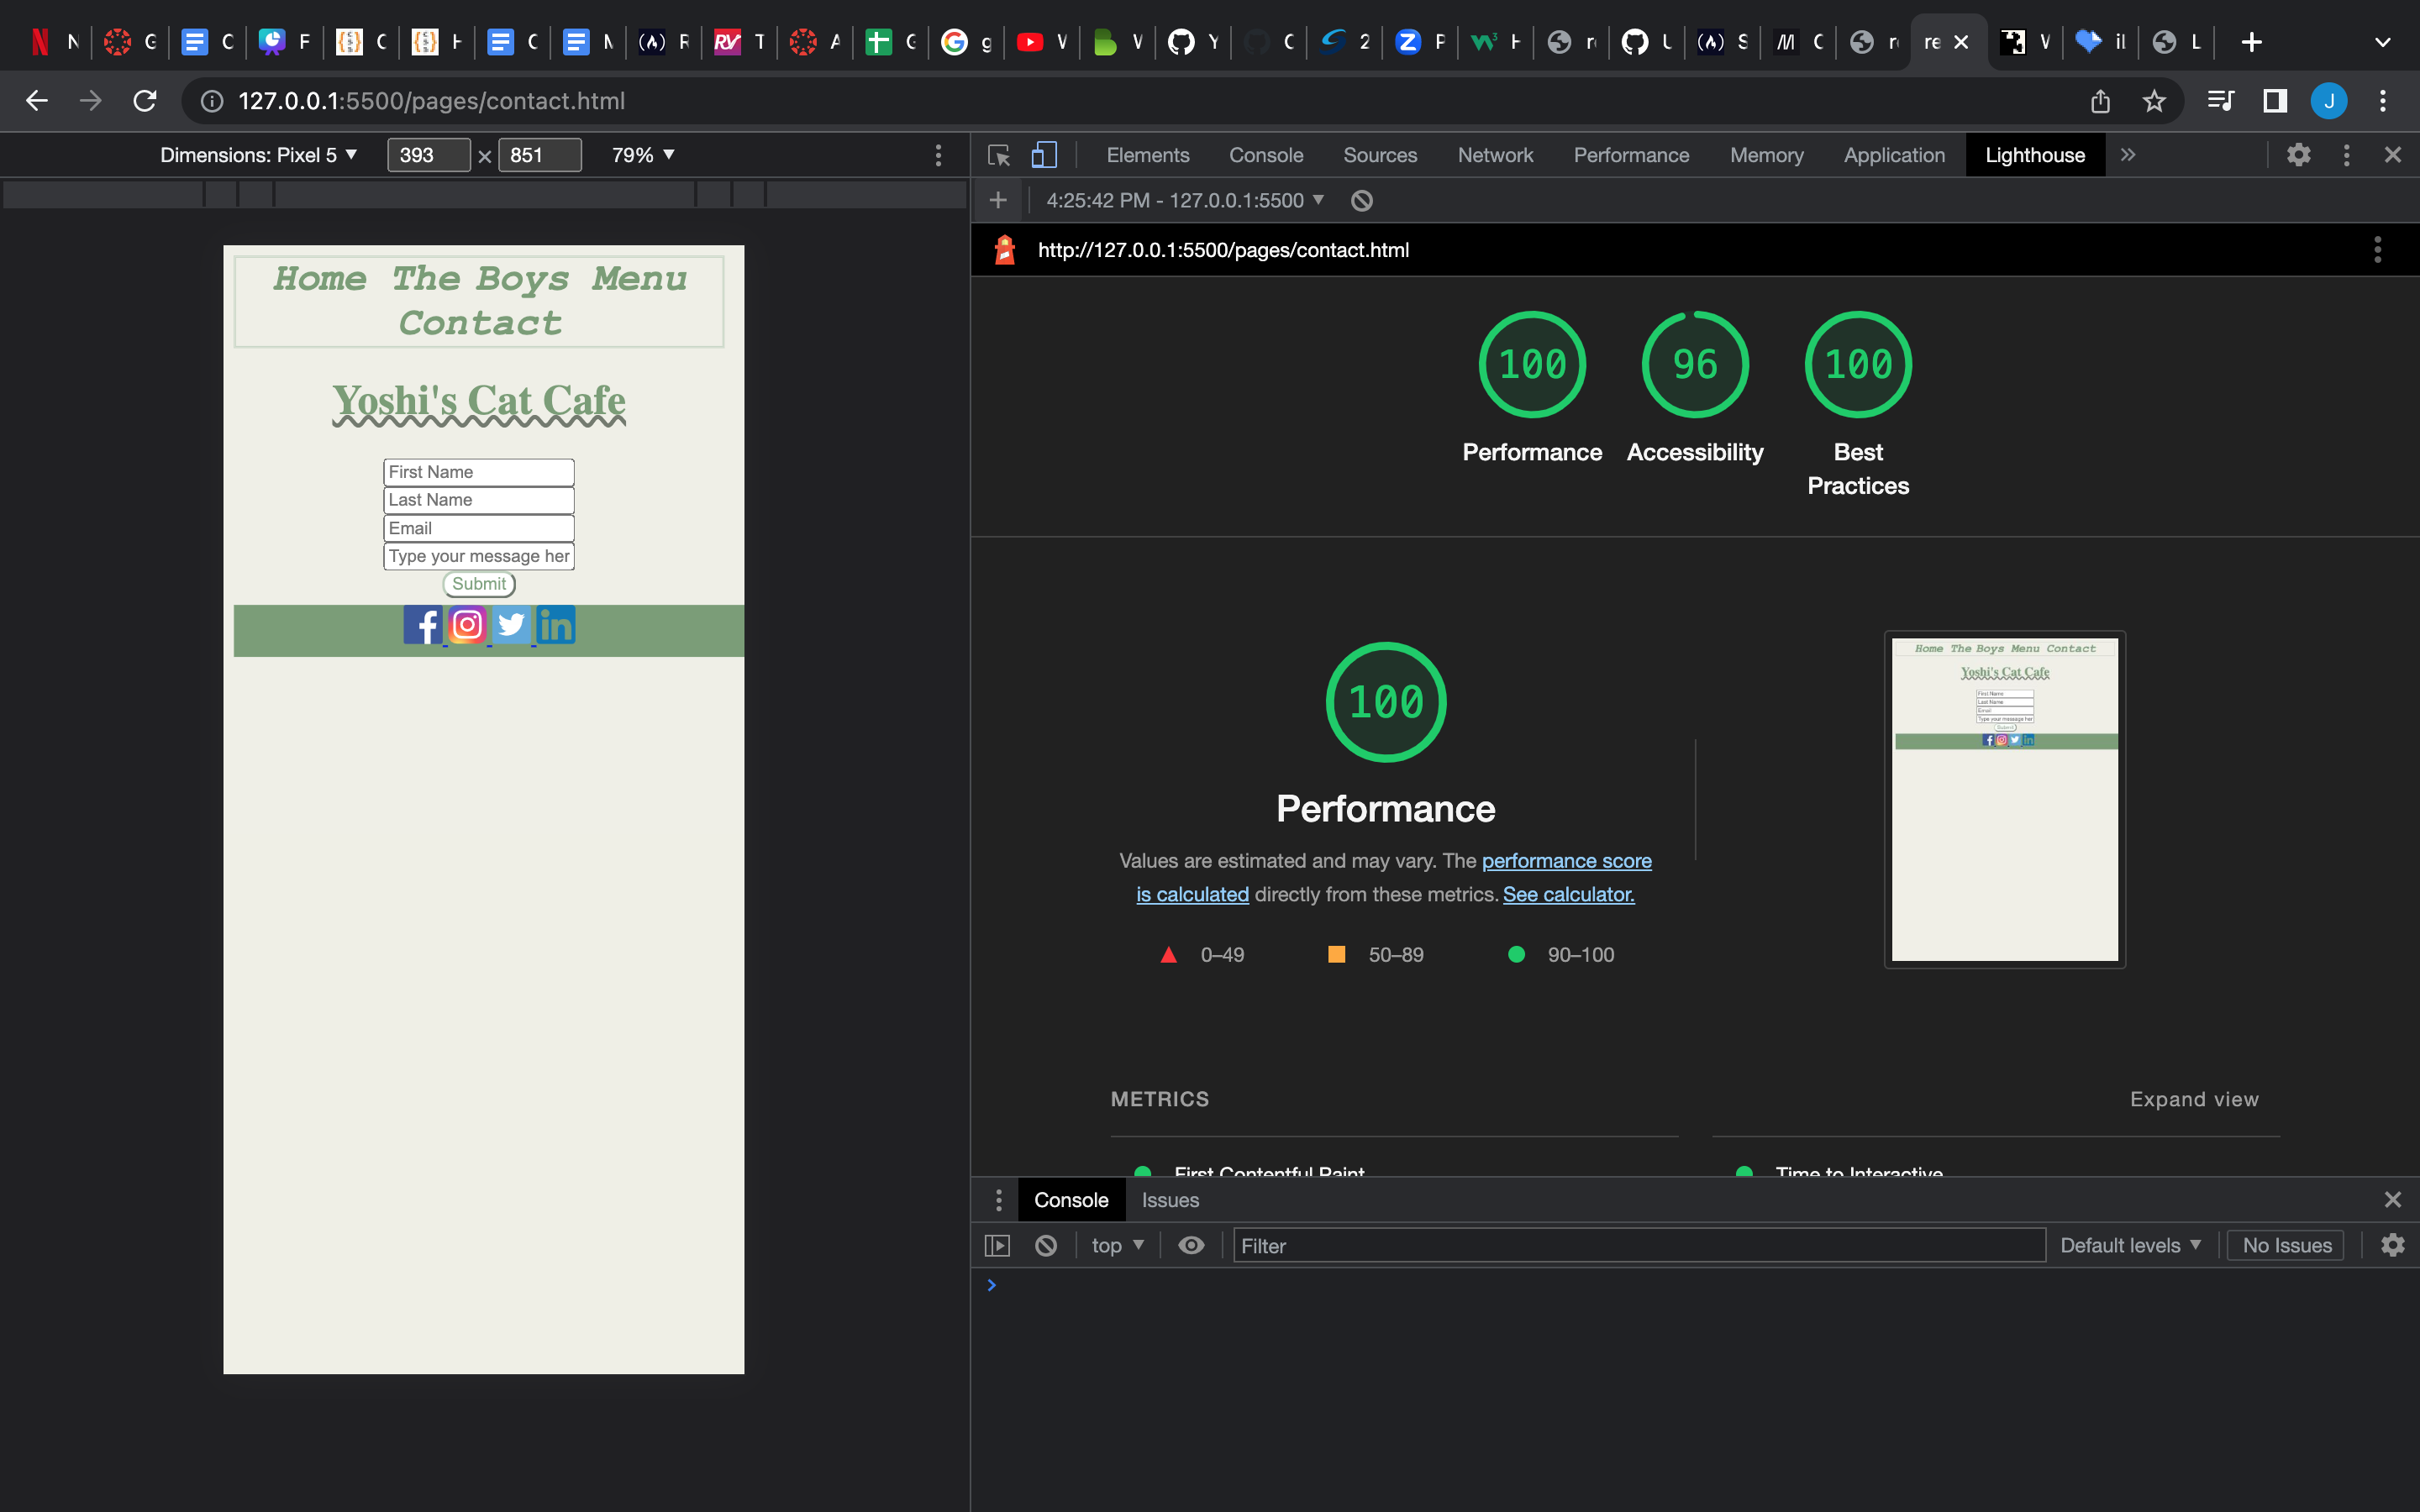 N G C F C H C M R T A G g V V Y C 2 P H r U S C r re V il L
127.0.0.1:5500/pages/contact.html
Dimensions: Pixel 5 393 × 851 79%
Elements Console Sources Network Performance Memory Application Lighthouse
4:25:42 PM - 127.0.0.1:5500
http://127.0.0.1:5500/pages/contact.html
Home The Boys Menu
Contact
Yoshi's Cat Cafe
First Name
Last Name
Email
Type your message her
Submit
100 96 100
Performance Accessibility Best
Practices
100
Performance
Values are estimated and may vary. The performance score
is calculated directly from these metrics. See calculator.
0–49 50–89 90–100
Home The Boys Menu Contact
Yoshi's Cat Cafe
First Name
Last Name
Email
Type your message her
Submit
METRICS Expand view
First Contentful Paint Time to Interactive
Console Issues
top Filter Default levels No Issues